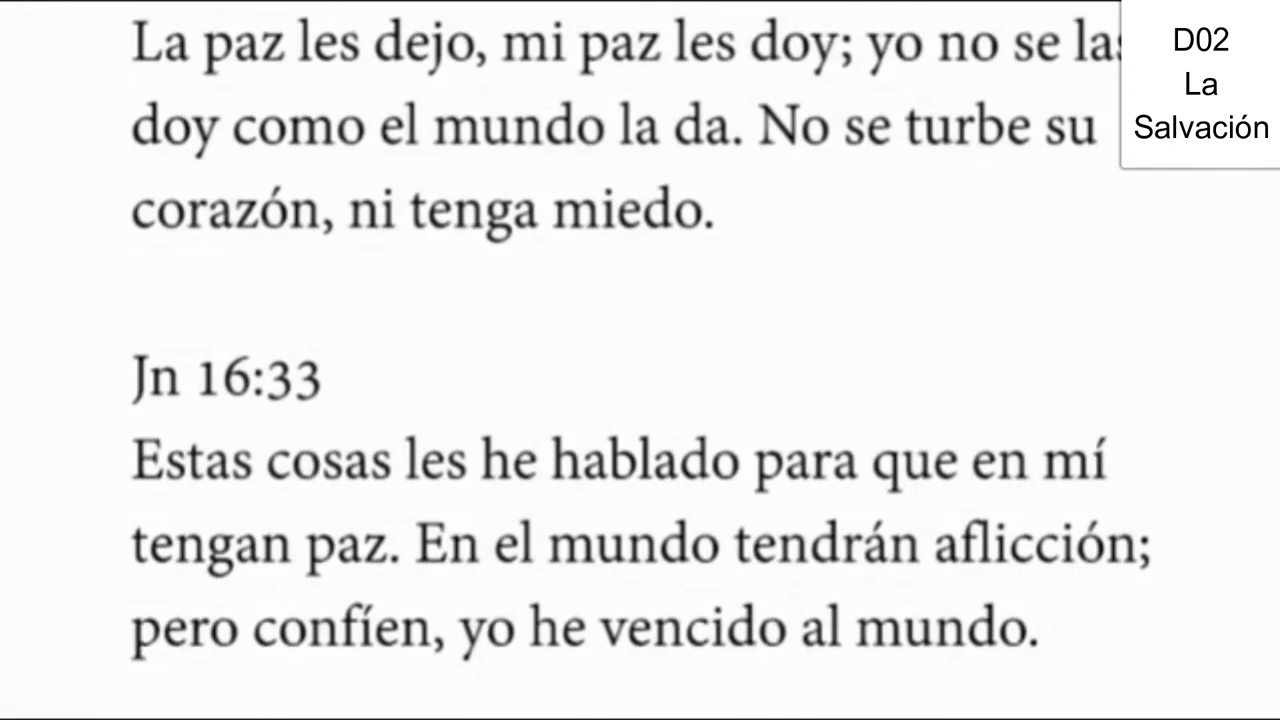 La paz les dejo, mi paz les doy; yo no se la
doy como el mundo la da. No se turbe su
corazón, ni tenga miedo.
Jn 16:33
Estas cosas les he hablado para que en mí
tengan paz. En el mundo tendrán aflicción;
pero confíen, yo he vencido al mundo.
D02
La
Salvación